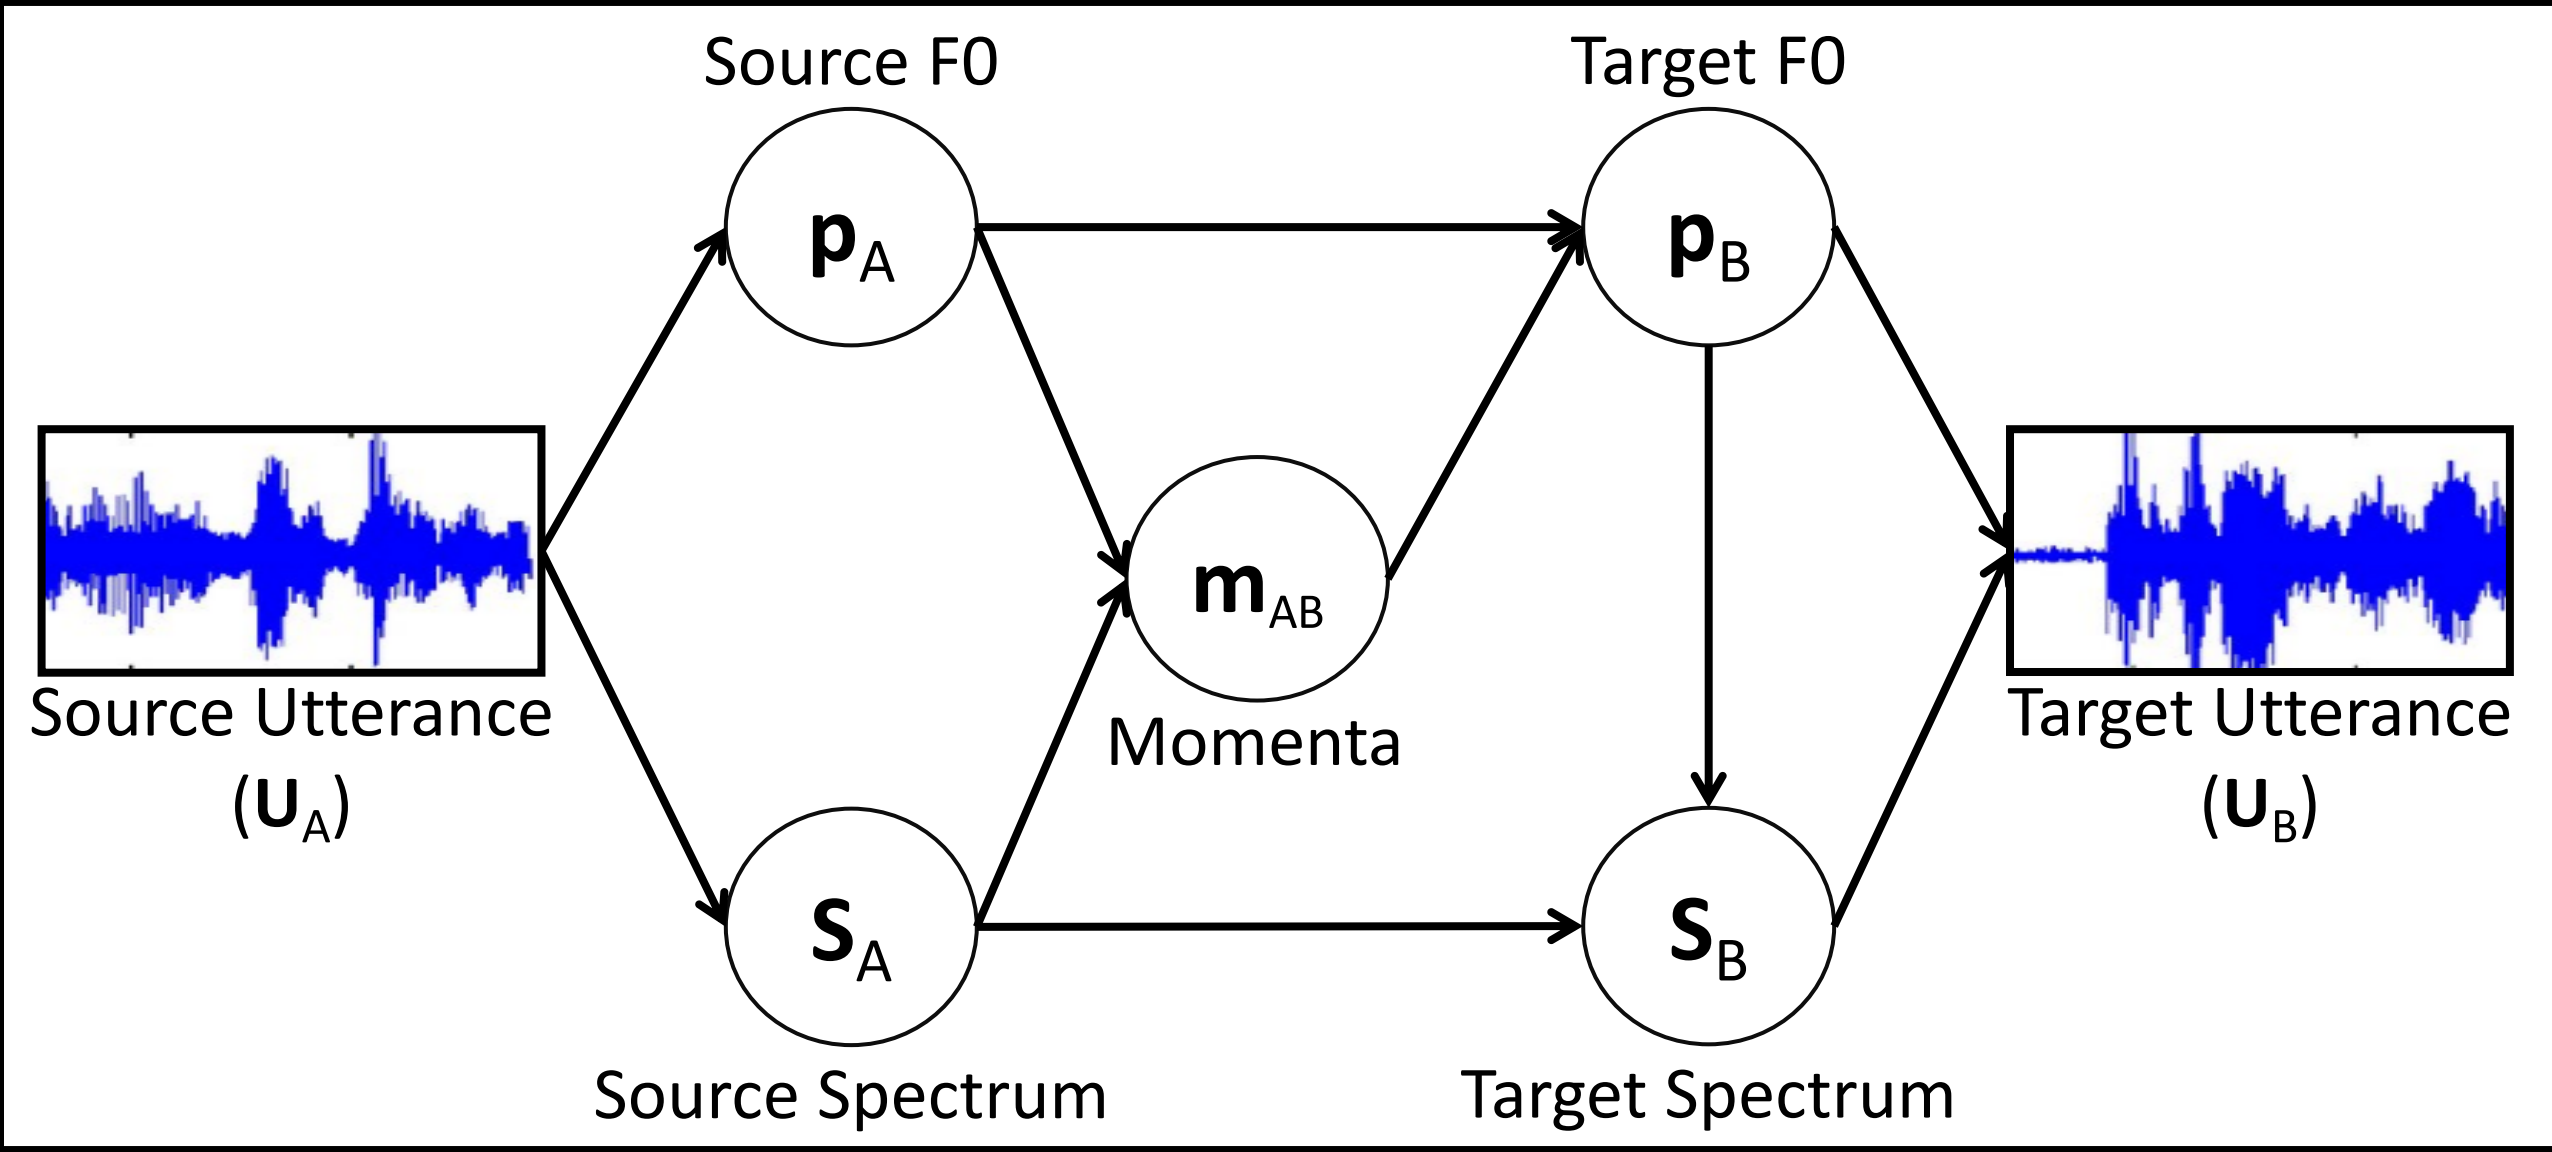 Source F0
Target F0
pA
pB
mAB
Source Utterance
(UA)
Momenta
Target Utterance
(UB)
SA
SB
Source Spectrum
Target Spectrum